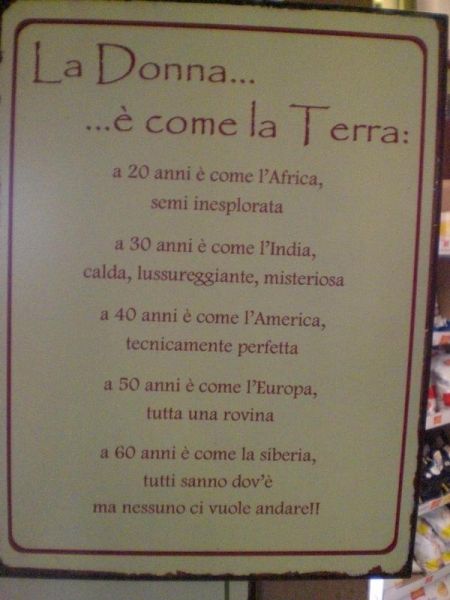 La Donna...
...è come la Terra:
a 20 anni è come l'Africa,
semi inesplorata
a 30 anni è come l'India,
calda, lussureggiante, misteriosa
a 40 anni è come l'America,
tecnicamente perfetta
a 50 anni è come l'Europa,
tutta una rovina
a 60 anni è come la siberia,
tutti sanno dov'è
ma nessuno ci vuole andare!!